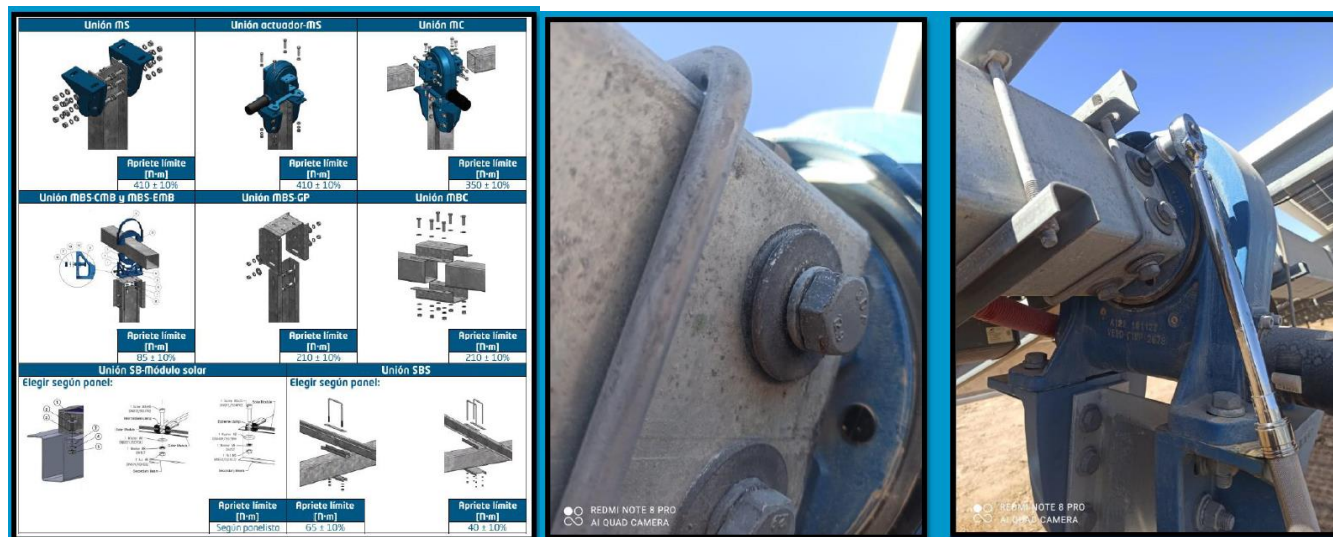 Unión MS
Unión actuador-MS
Unión MC
Apriete límite
[N·m]
410 ± 10%
Apriete límite
[N·m]
410 ± 10%
Apriete límite
[N·m]
350 ± 10%
Unión MBS-CMB y MBS-EMB
Unión MBS-GP
Unión MBC
Apriete límite
[N·m]
85 ± 10%
Apriete límite
[N·m]
210 ± 10%
Apriete límite
[N·m]
210 ± 10%
Unión SB-Módulo solar
Unión SBS
Elegir según panel:
Elegir según panel:
Apriete límite
[N·m]
Según panelista
Apriete límite
[N·m]
65 ± 10%
Apriete límite
[N·m]
40 ± 10%
REDMI NOTE 8 PRO
AI QUAD CAMERA
REDMI NOTE 8 PRO
AI QUAD CAMERA